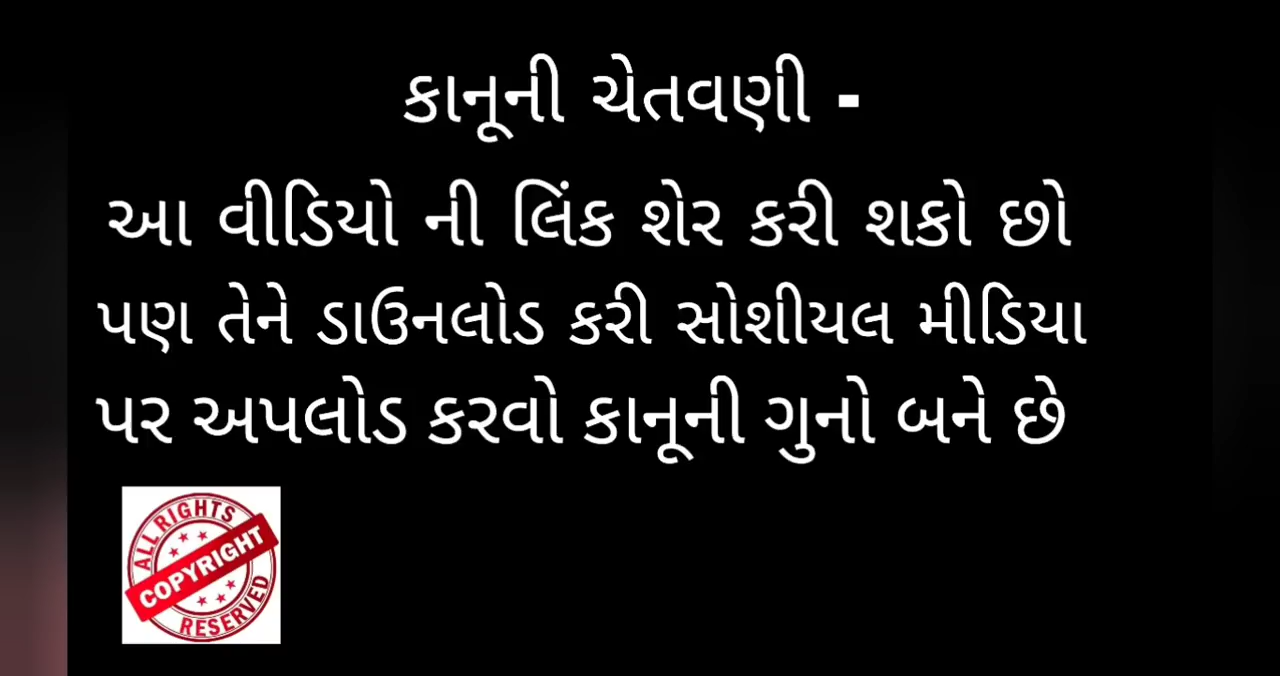 કાનૂની ચેતવણી -
આ વીડિયો ની લિંક શેર કરી શકો છો
પણ તેને ડાઉનલોડ કરી સોશીયલ મીડિયા
પર અપલોડ કરવો કાનૂની ગુનો બને છે
ALL RIGHTS
COPYRIGHT
RESERVED